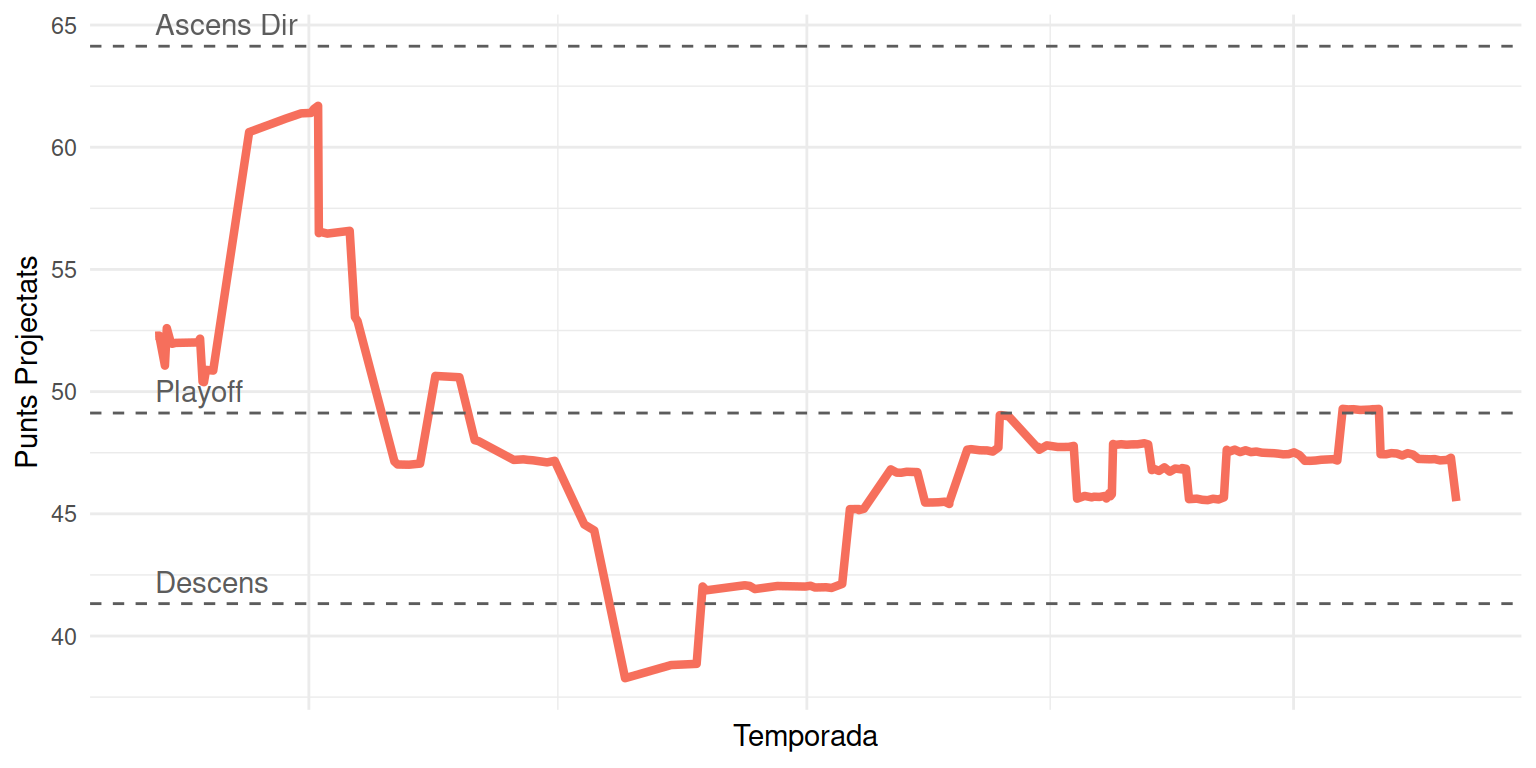 65
Ascens Dir
60
55
50
Playoff
45
Descens
40
Punts Projectats
Temporada